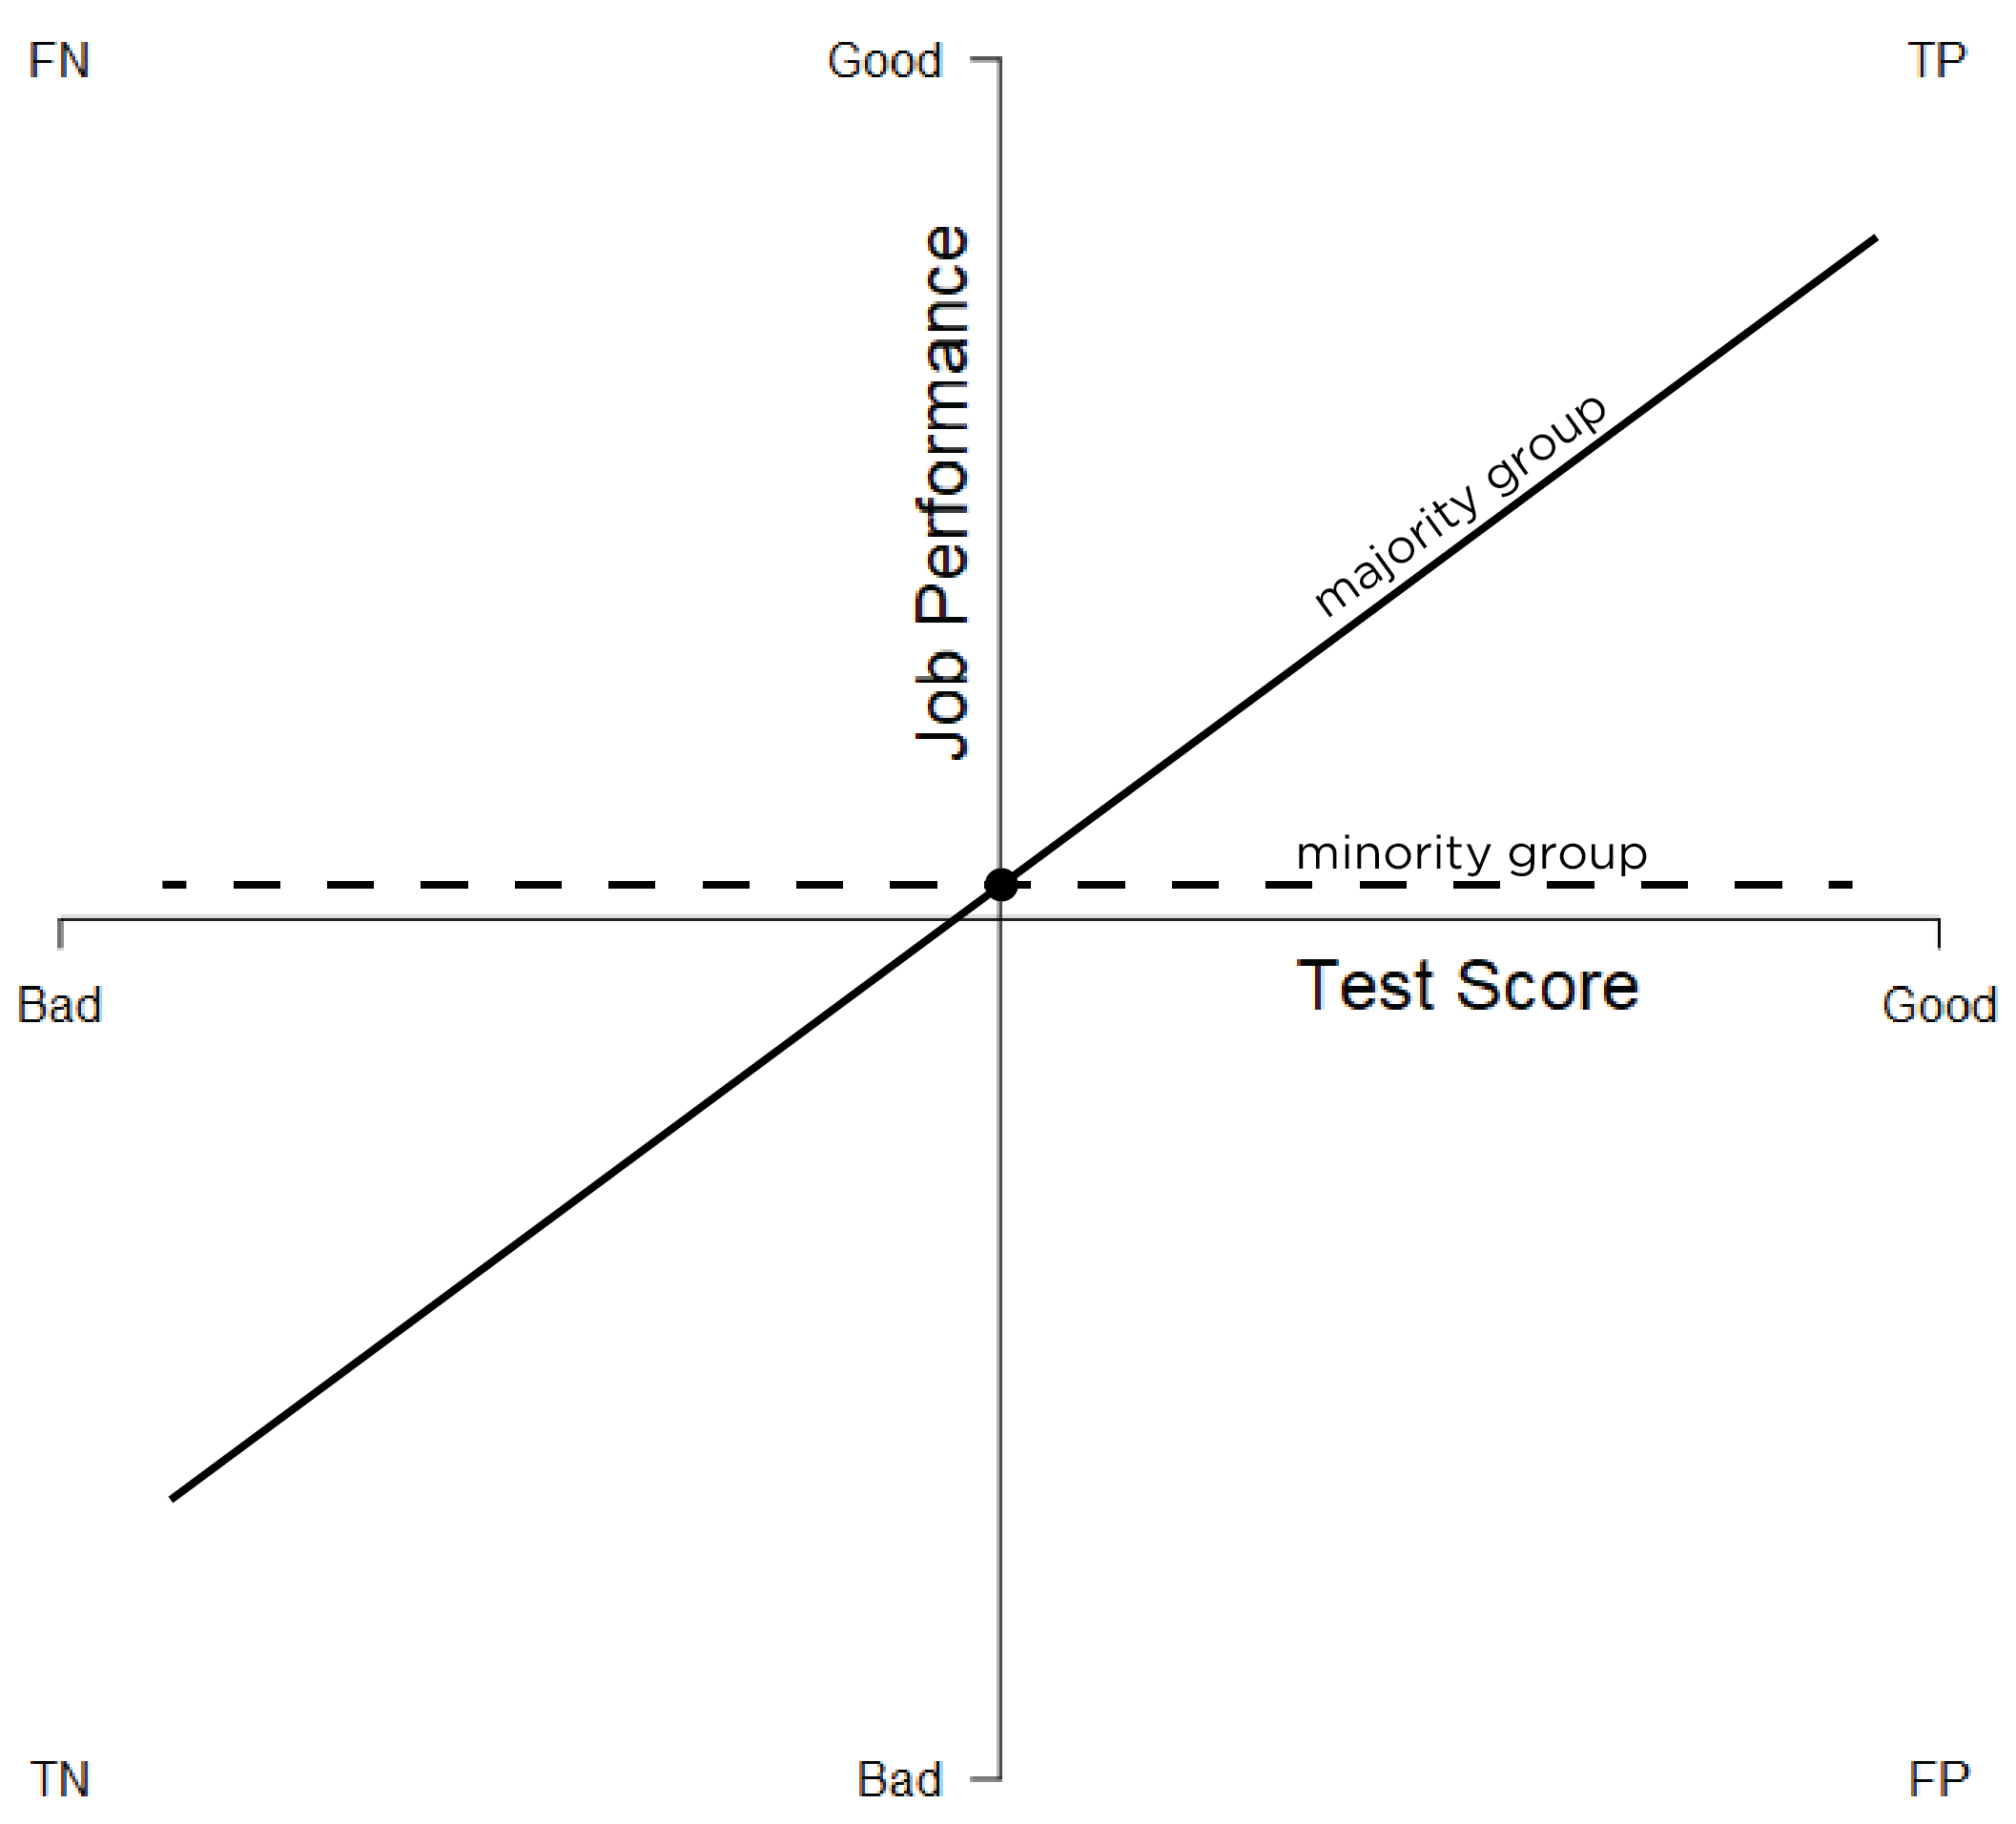 FN
Good
TP
Job Performance
majority group
minority group
Bad
Test Score
Good
TN
Bad
FP